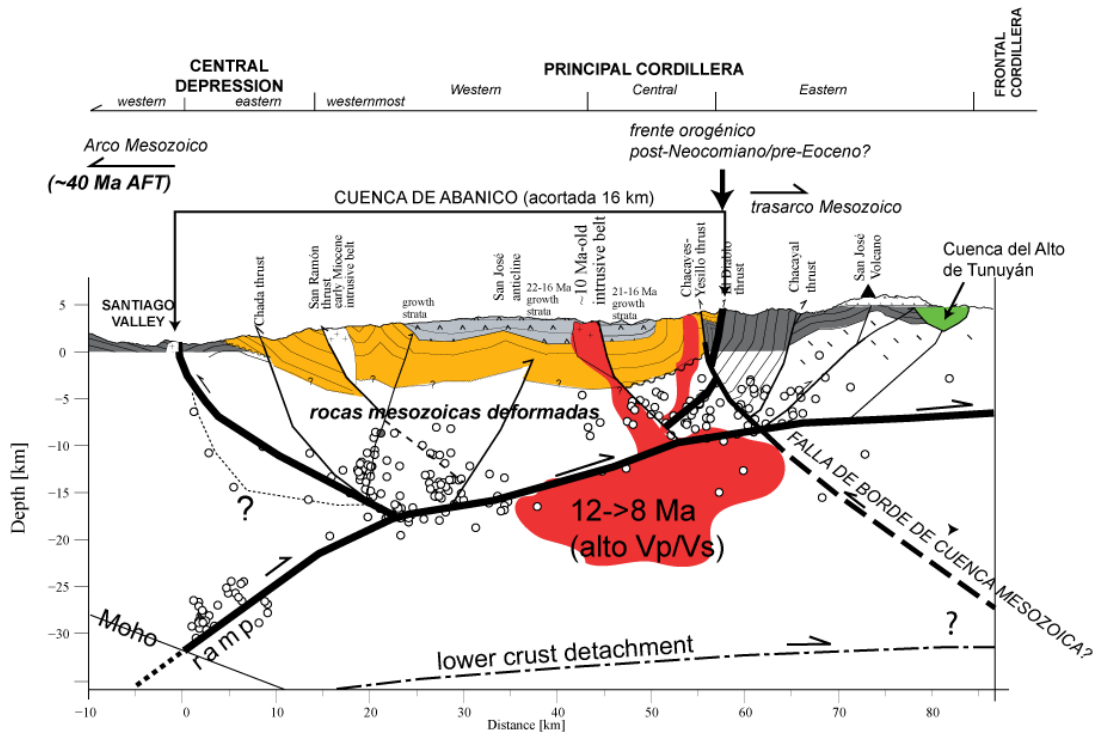 CENTRAL
DEPRESSION
PRINCIPAL CORDILLERA
FRONTAL
CORDILLERA
western
eastern
westernmost
Western
Central
Eastern
Arco Mesozoico
(~40 Ma AFT)
frente orogénico
post-Neocomiano/pre-Eoceno?
CUENCA DE ABANICO (acortada 16 km)
trasarco Mesozoico
Chada thrust
San Ramón
thrust
early Miocene
intrusive belt
growth
strata
San José
anticline
22-16 Ma
growth
strata
~10 Ma-old
intrusive belt
21-16 Ma
growth
strata
Chacayes-
Yesillo thrust
El Diablo
thrust
Chacayal
thrust
San José
Volcano
Cuenca del Alto
de Tunuyán
SANTIAGO
VALLEY
5
0
−5
−10
−15
−20
−25
−30
Depth [km]
?
?
?
?
?
rocas mesozoicas deformadas
?
12->8 Ma
(alto Vp/Vs)
FALLA DE BORDE DE CUENCA MESOZOICA?
?
Moho
ramp
lower crust detachment
−10
0
10
20
30
40
50
60
70
80
Distance [km]